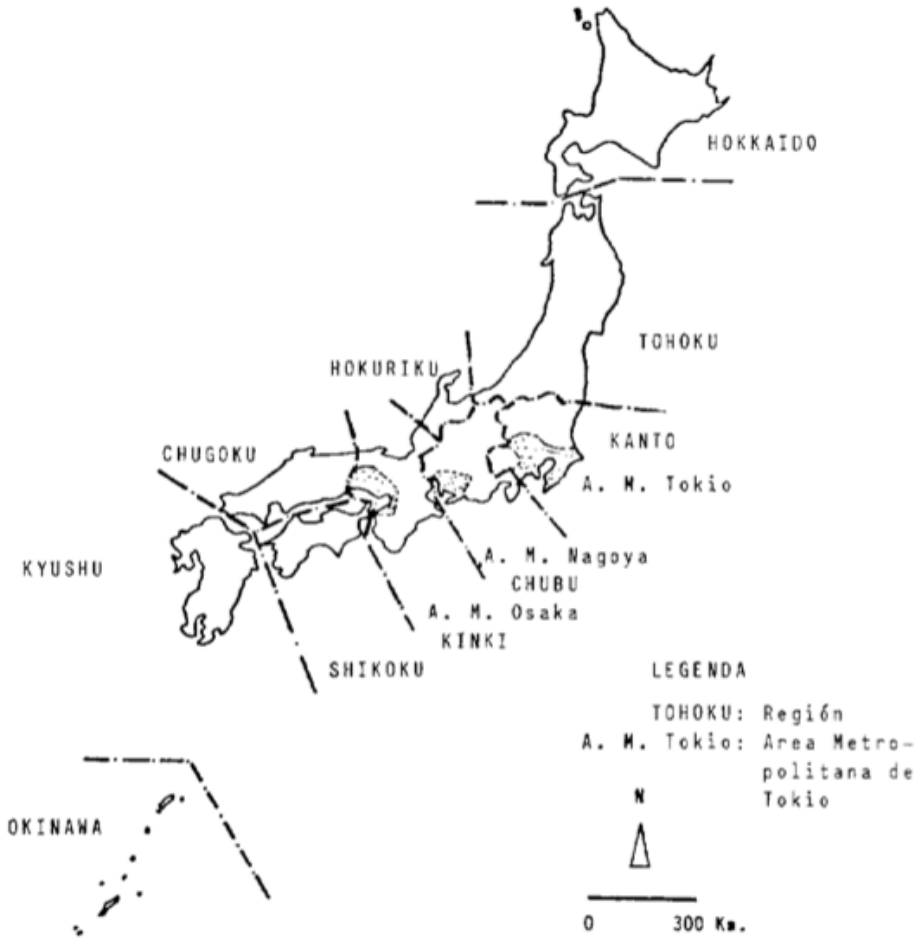 HOKKAIDO
TOHOKU
HOKURIKU
KANTO
CHUGOKU
A. M. Tokio
A. M. Nagoya
KYUSHU
CHUBU
A. M. Osaka
KINKI
SHIKOKU
LEGENDA
TOHOKU: Región
A. M. Tokio: Area Metro-
politana de
Tokio
N
OKINAWA
0 300 Km.